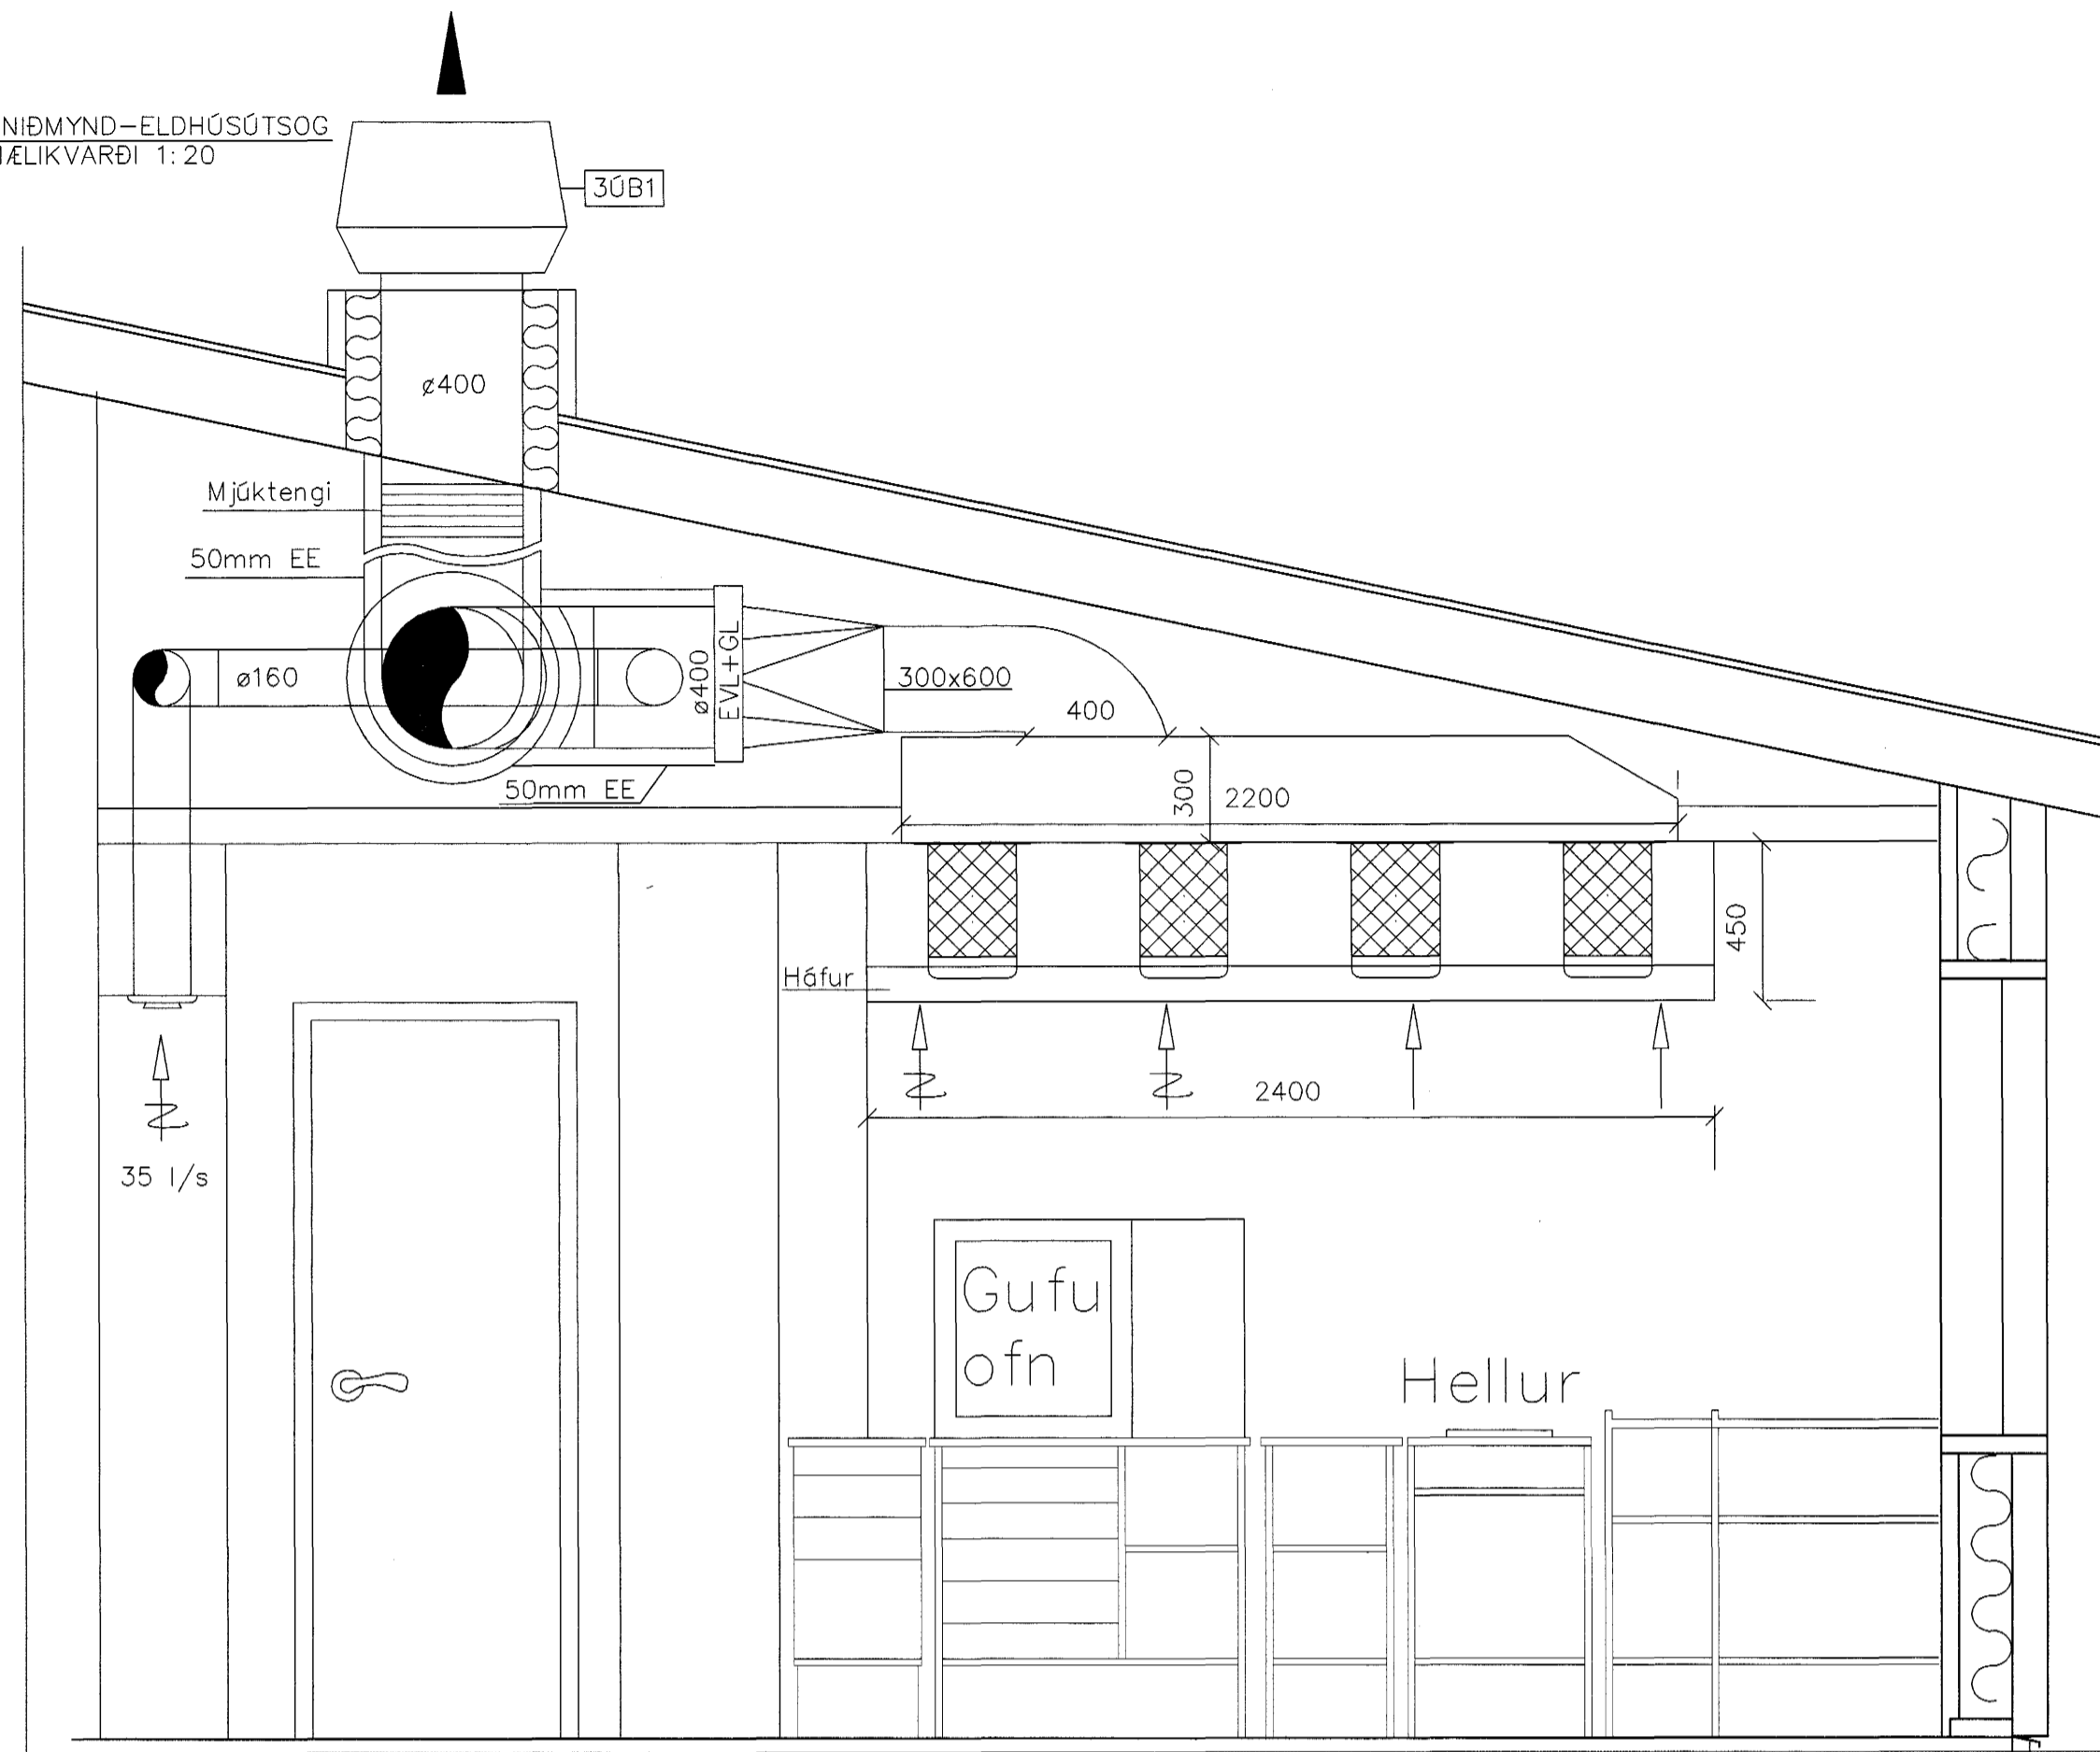 NIÐMYND-ELDHÚSÚTSOG
ÆLIKVARÐI 1:20
3ÚB1
ø400
Mjúktengi
50mm EE
ø160
ø400
EVL+GL
300x600
400
50mm EE
300
2200
450
Háfur
2400
35 l/s
Gufu
ofn
Hellur